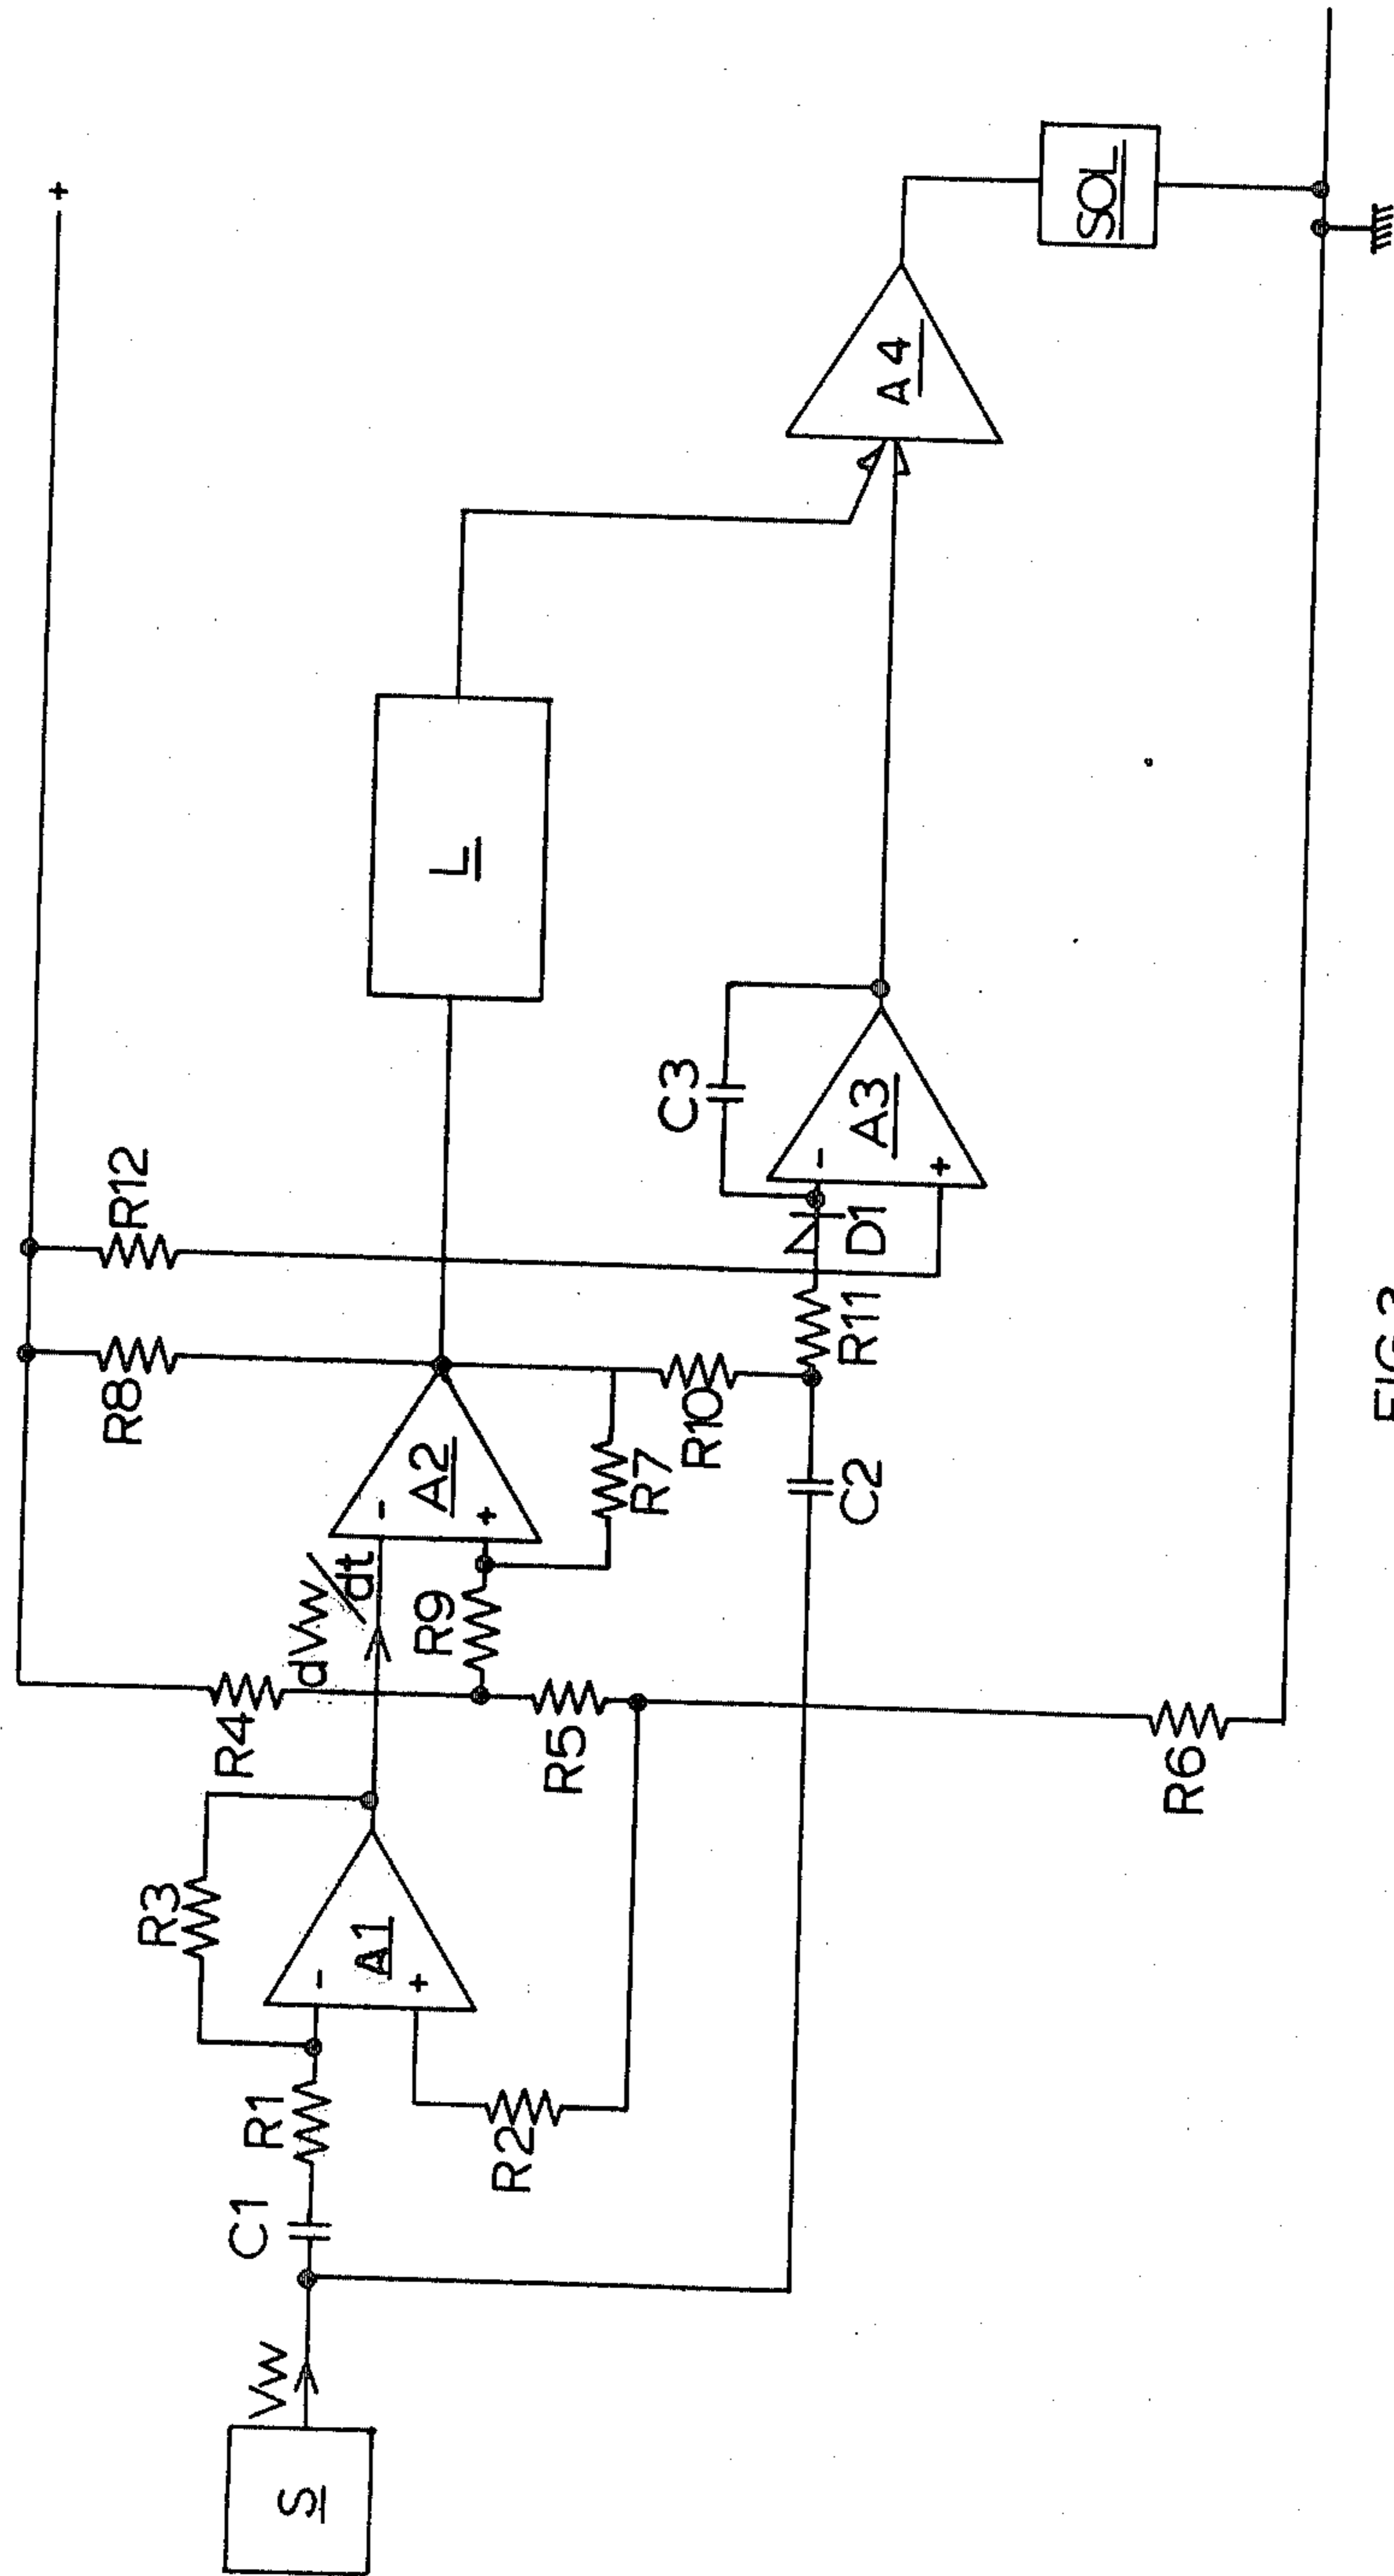 +
R8
R12
R4
dVw/dt
R3
C1
R1
-
A1
+
Vw
S
-
A2
+
R9
R7
R10
R5
R2
L
C3
-
A3
+
D1
R11
C2
A4
SOL
R6
FIG.3